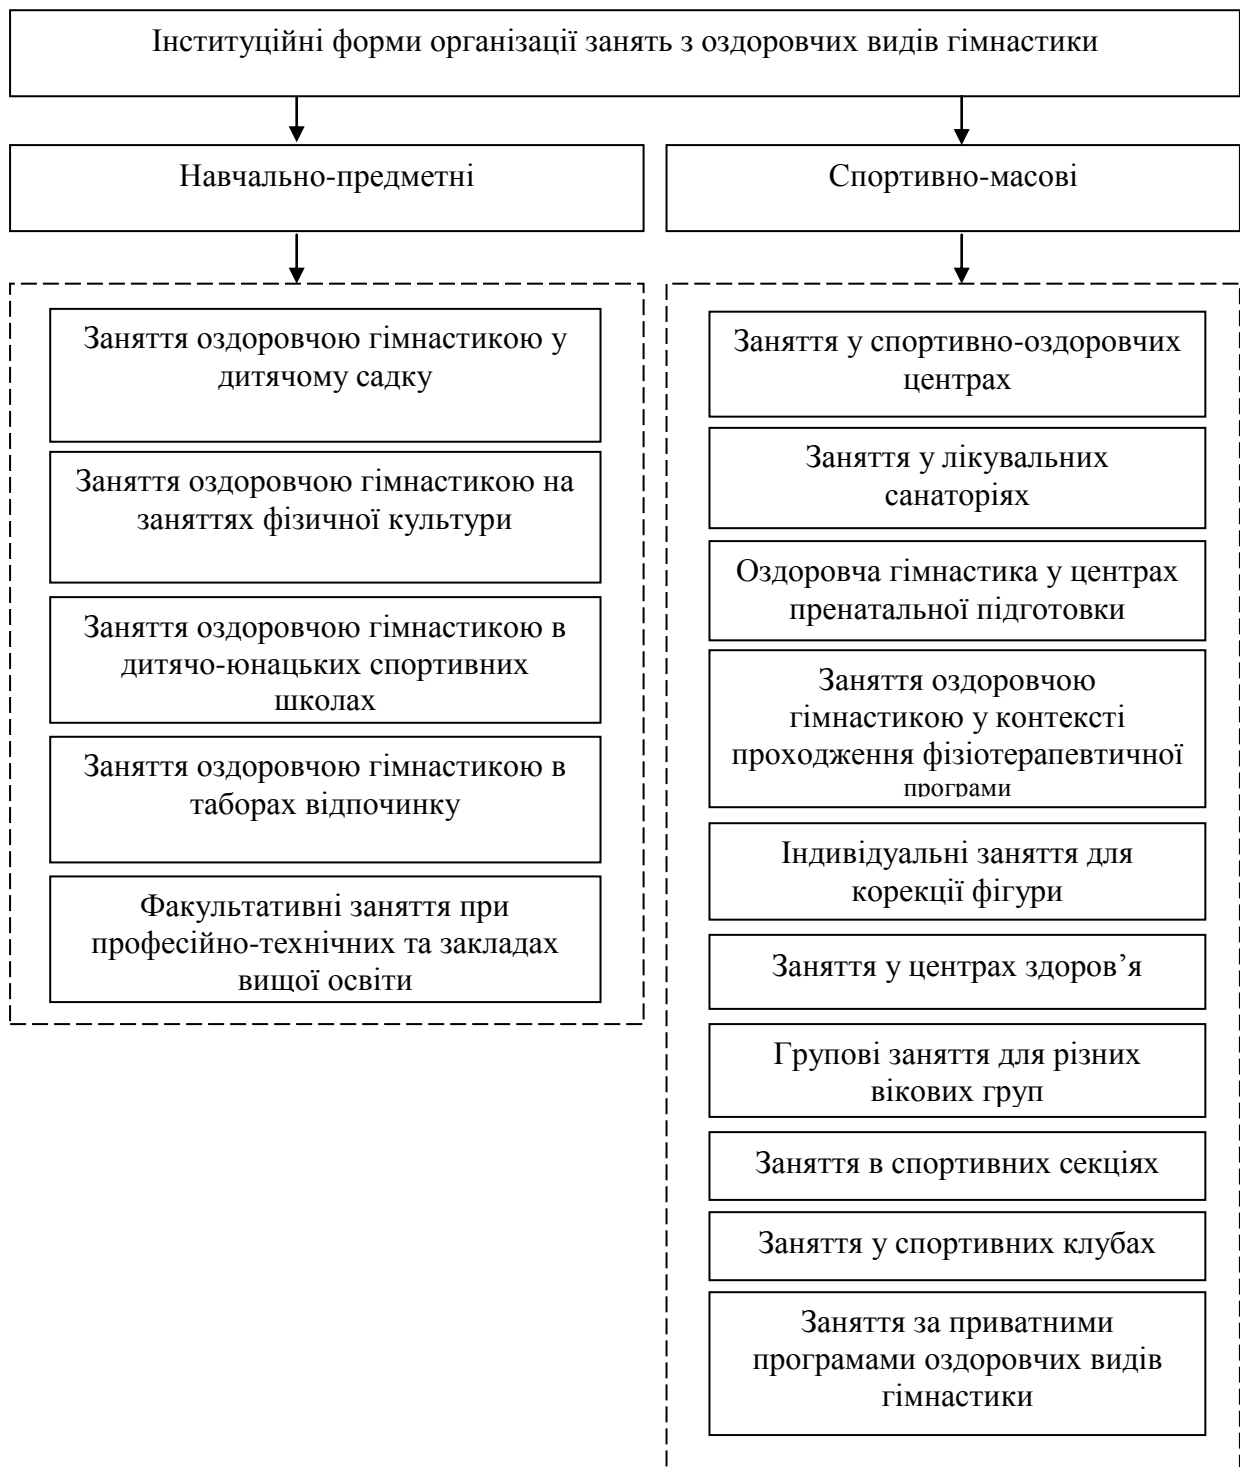 Інституційні форми організації занять з оздоровчих видів гімнастики
Навчально-предметні
Спортивно-масові
Заняття оздоровчою гімнастикою у
дитячому садку
Заняття оздоровчою гімнастикою на
заняттях фізичної культури
Заняття оздоровчою гімнастикою в
дитячо-юнацьких спортивних
школах
Заняття оздоровчою гімнастикою в
таборах відпочинку
Факультативні заняття при
професійно-технічних та закладах
вищої освіти
Заняття у спортивно-оздоровчих
центрах
Заняття у лікувальних
санаторіях
Оздоровча гімнастика у центрах
пренатальної підготовки
Заняття оздоровчою
гімнастикою у контексті
проходження фізіотерапевтичної
програми
Індивідуальні заняття для
корекції фігури
Заняття у центрах здоров’я
Групові заняття для різних
вікових груп
Заняття в спортивних секціях
Заняття у спортивних клубах
Заняття за приватними
програмами оздоровчих видів
гімнастики